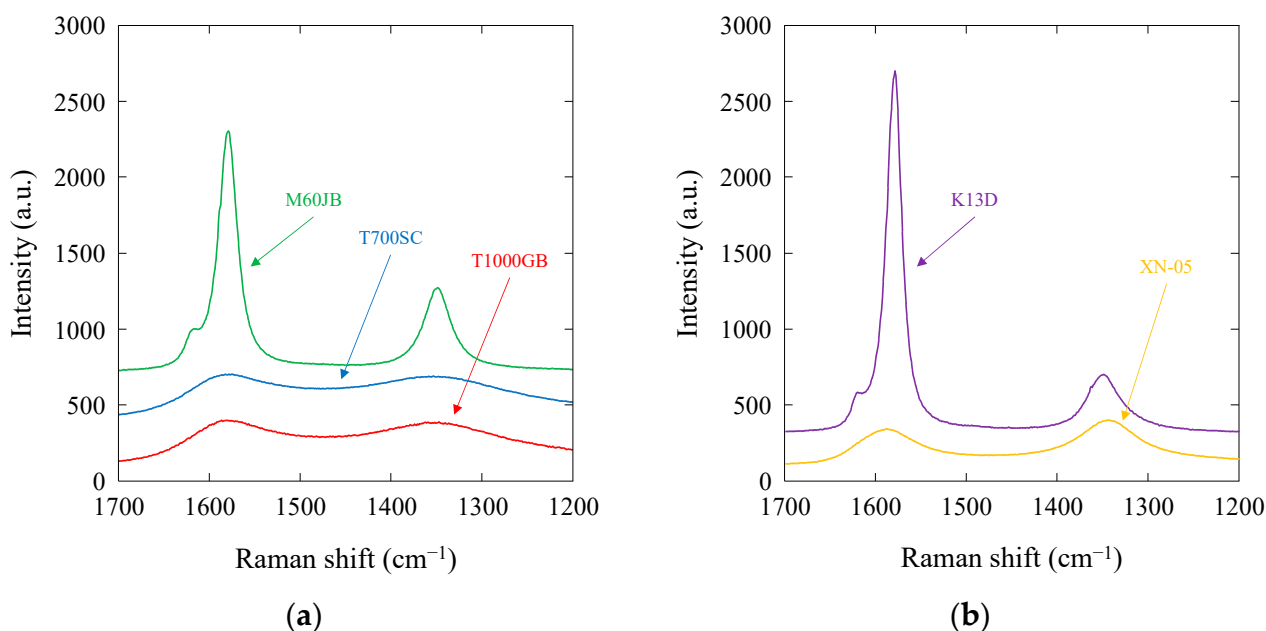 3000
2500
2000
1500
1000
500
0
Intensity (a.u.)
M60JB
T700SC
T1000GB
1700 1600 1500 1400 1300 1200
Raman shift (cm⁻¹)
(a)
3000
2500
2000
1500
1000
500
0
Intensity (a.u.)
K13D
XN-05
1700 1600 1500 1400 1300 1200
Raman shift (cm⁻¹)
(b)